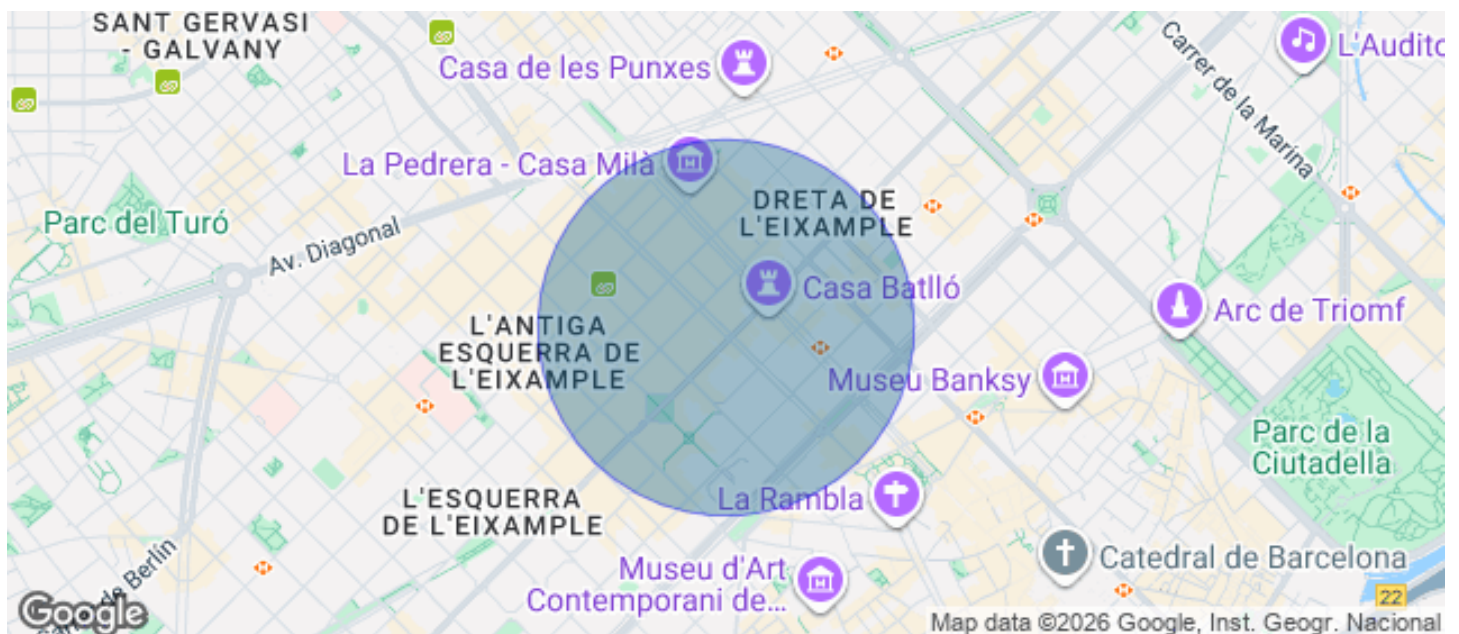 SANT GERVASI
- GALVANY
Casa de les Punxes
L'Audito
Carrer de la Marina
La Pedrera - Casa Milà
DRETA DE
L'EIXAMPLE
Parc del Turó
Av. Diagonal
Casa Batlló
Arc de Triomf
L'ANTIGA
ESQUERRA DE
L'EIXAMPLE
Museu Banksy
Parc de la
Ciutadella
L'ESQUERRA
DE L'EIXAMPLE
La Rambla
Catedral de Barcelona
Museu d'Art
Contemporani de...
de Berlín
22
Google
Map data ©2026 Google, Inst. Geogr. Nacional